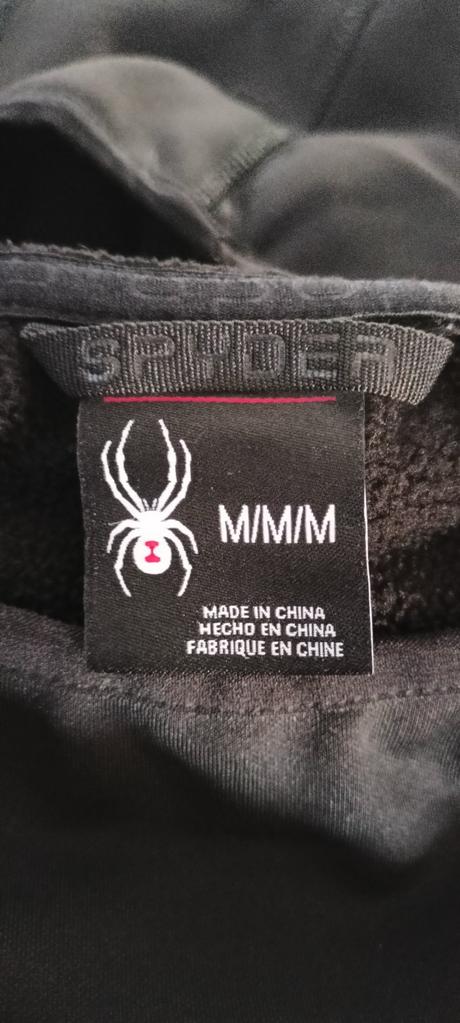 SPYDER
M/M/M
MADE IN CHINA
HECHO EN CHINA
FABRIQUE EN CHINE